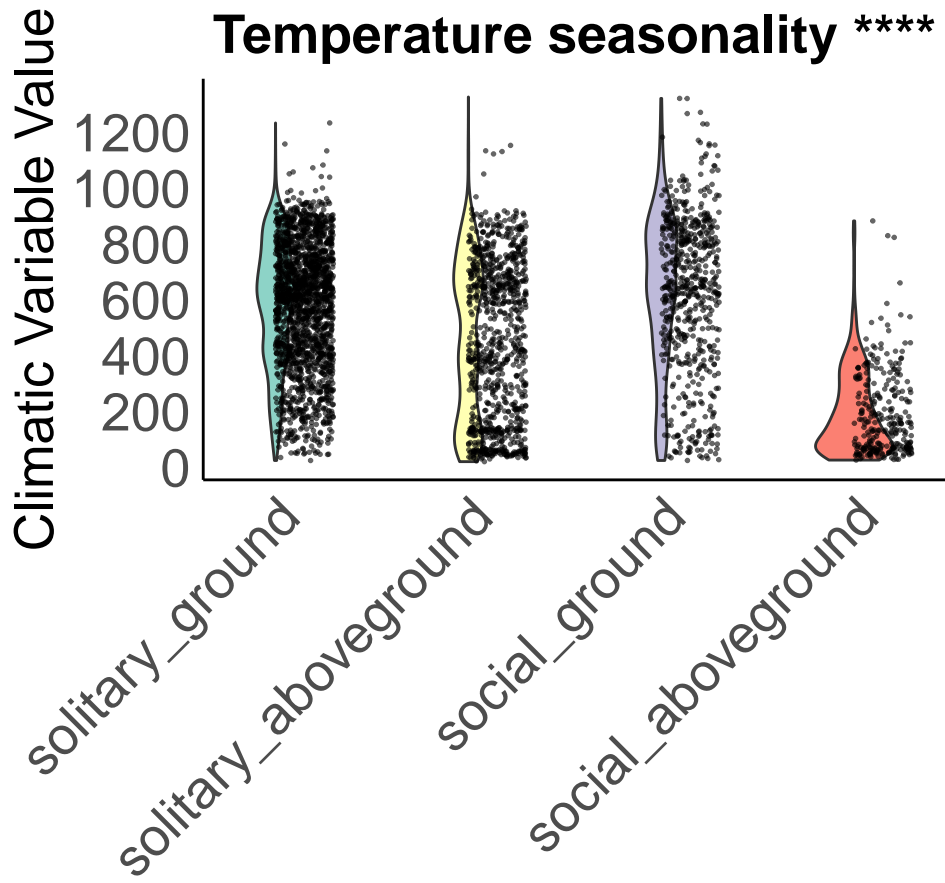 Temperature seasonality ****
Climatic Variable Value
1200
1000
800
600
400
200
0
solitary_ground
solitary_aboveground
social_ground
social_aboveground